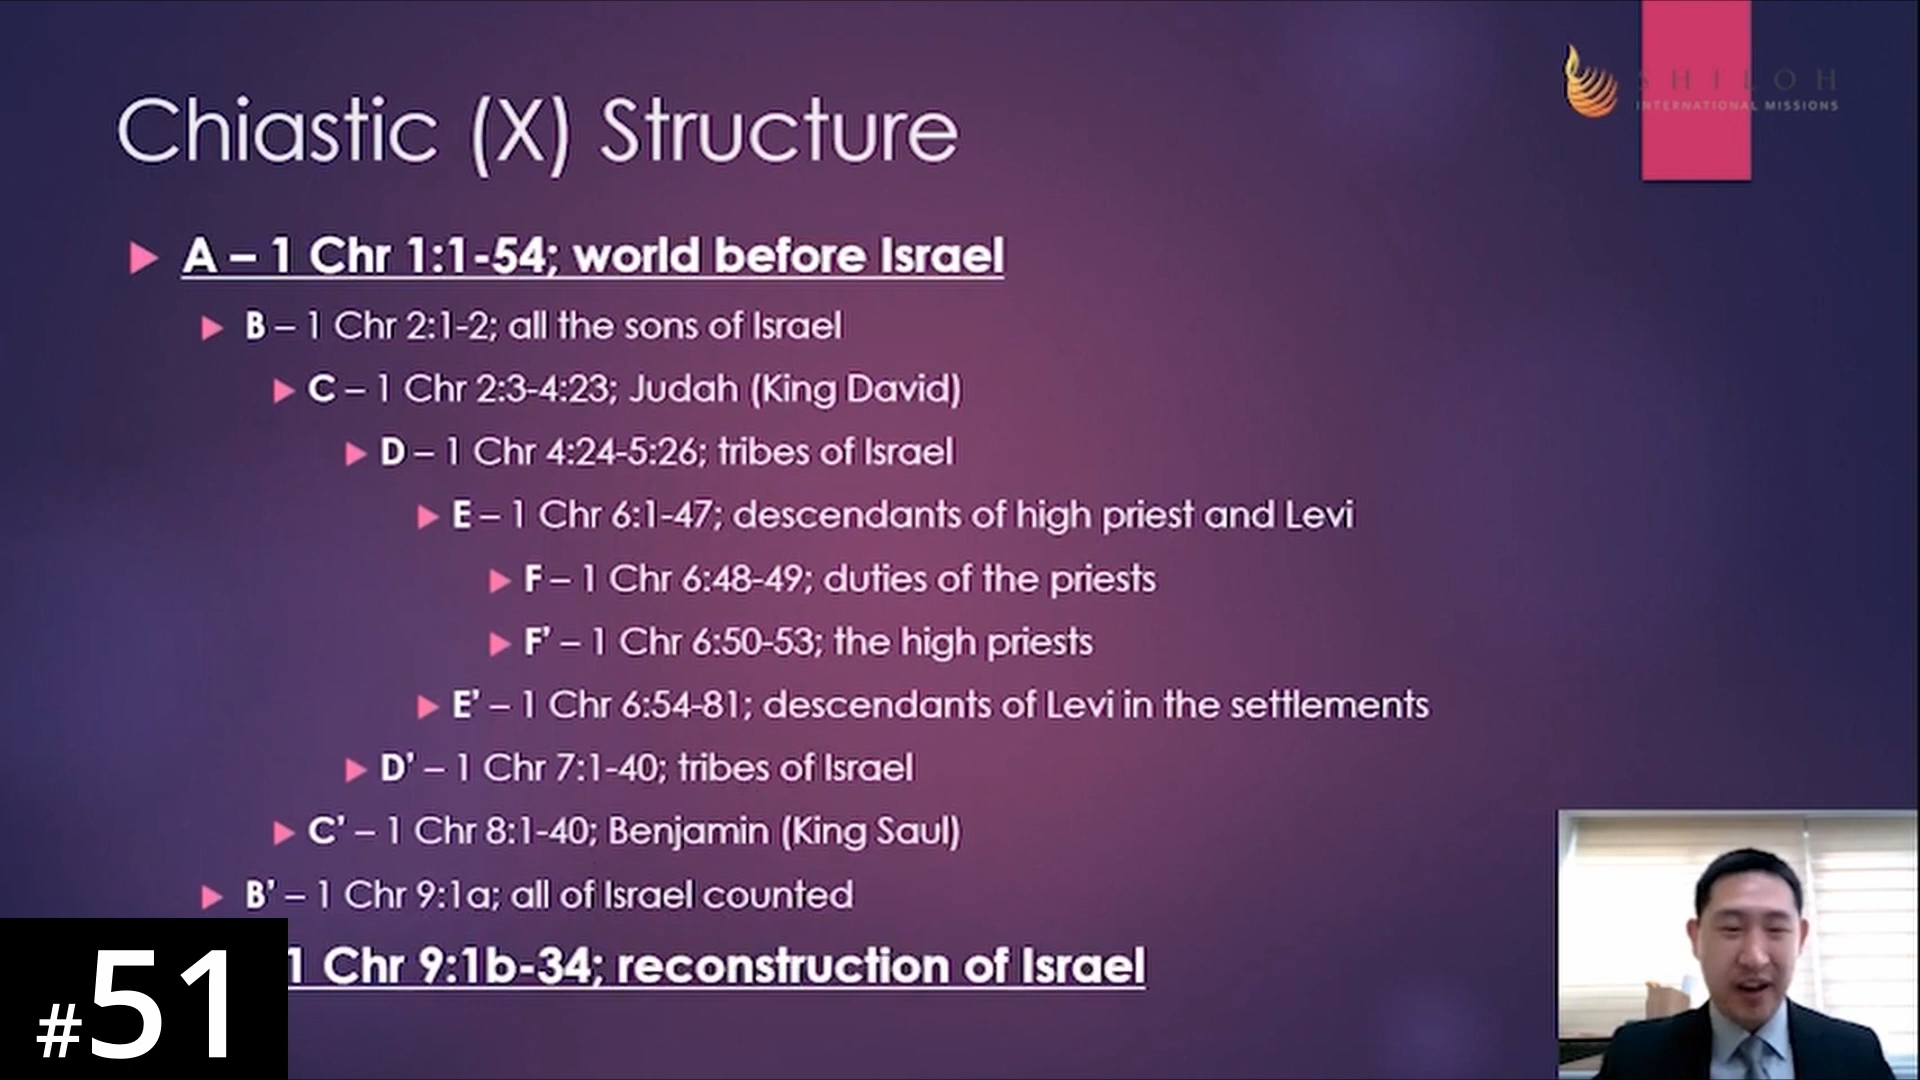 SHILOH
INTERNATIONAL MISSIONS
Chiastic (X) Structure
A – 1 Chr 1:1-54; world before Israel
B – 1 Chr 2:1-2; all the sons of Israel
C – 1 Chr 2:3-4:23; Judah (King David)
D – 1 Chr 4:24-5:26; tribes of Israel
E – 1 Chr 6:1-47; descendants of high priest and Levi
F – 1 Chr 6:48-49; duties of the priests
F’ – 1 Chr 6:50-53; the high priests
E’ – 1 Chr 6:54-81; descendants of Levi in the settlements
D’ – 1 Chr 7:1-40; tribes of Israel
C’ – 1 Chr 8:1-40; Benjamin (King Saul)
B’ – 1 Chr 9:1a; all of Israel counted
1 Chr 9:1b-34; reconstruction of Israel
#51